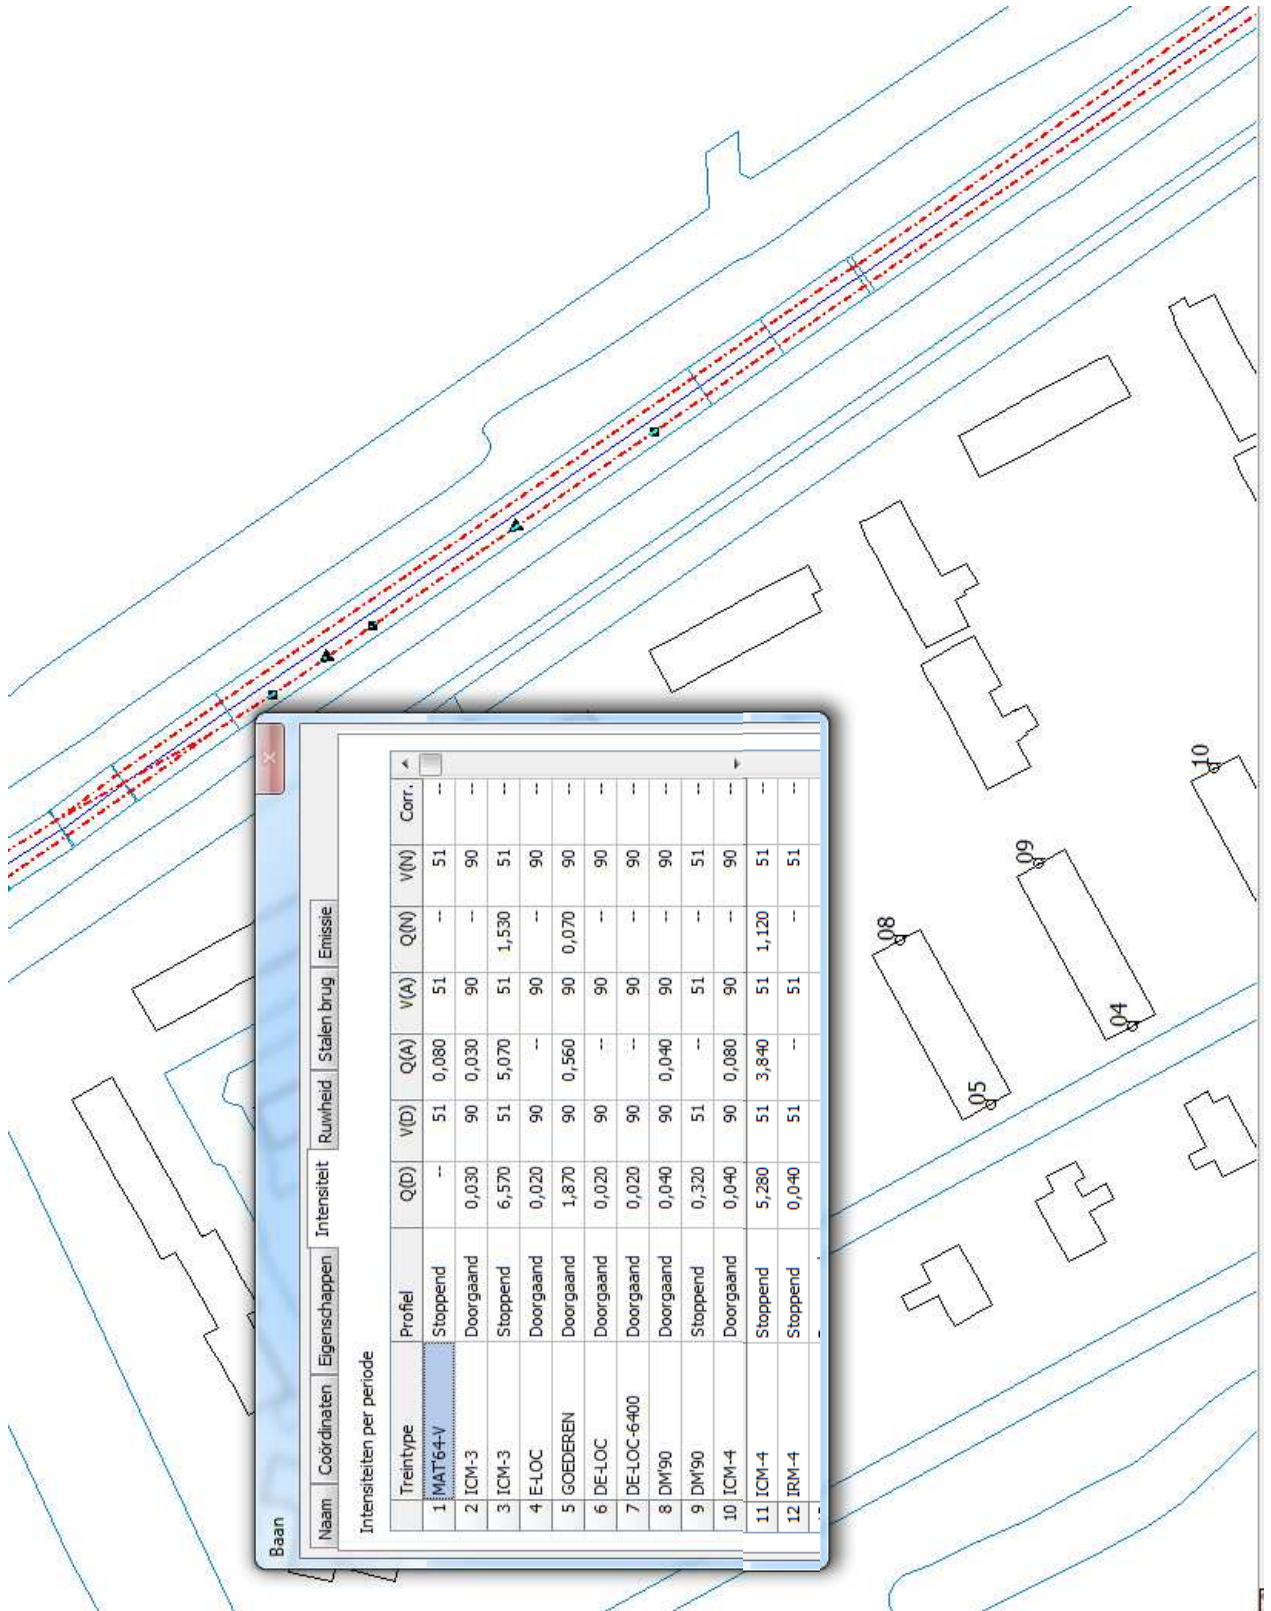 Baan
Naam Coördinaten Eigenschappen Intensiteit Ruwheid Stalen brug Emissie
Intensiteiten per periode
Treintype Profiel Q(D) V(D) Q(A) V(A) Q(N) V(N) Corr.
1 MAT'64-V Stoppend -- 51 0,080 51 -- 51 --
2 ICM-3 Doorgaand 0,030 90 0,030 90 -- 90 --
3 ICM-3 Stoppend 6,570 51 5,070 51 1,530 51 --
4 E-LOC Doorgaand 0,020 90 -- 90 -- 90 --
5 GOEDEREN Doorgaand 1,870 90 0,560 90 0,070 90 --
6 DE-LOC Doorgaand 0,020 90 -- 90 -- 90 --
7 DE-LOC-6400 Doorgaand 0,020 90 -- 90 -- 90 --
8 DM'90 Doorgaand 0,040 90 0,040 90 -- 90 --
9 DM'90 Stoppend 0,320 51 -- 51 -- 51 --
10 ICM-4 Doorgaand 0,040 90 0,080 90 -- 90 --
11 ICM-4 Stoppend 5,280 51 3,840 51 1,120 51 --
12 IRM-4 Stoppend 0,040 51 -- 51 -- 51 --
05
08
04
09
10